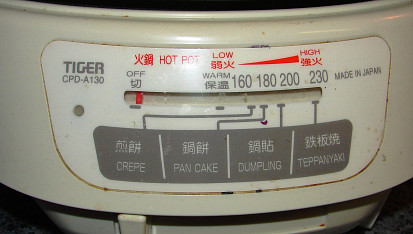 TIGER
CPD-A130
火鍋 HOT POT
LOW
弱火
HIGH
強火
OFF
切
WARM
保温
160 180 200 230
MADE IN JAPAN
煎餅
CREPE
鍋餅
PAN CAKE
鍋貼
DUMPLING
鉄板焼
TEPPANYAKI